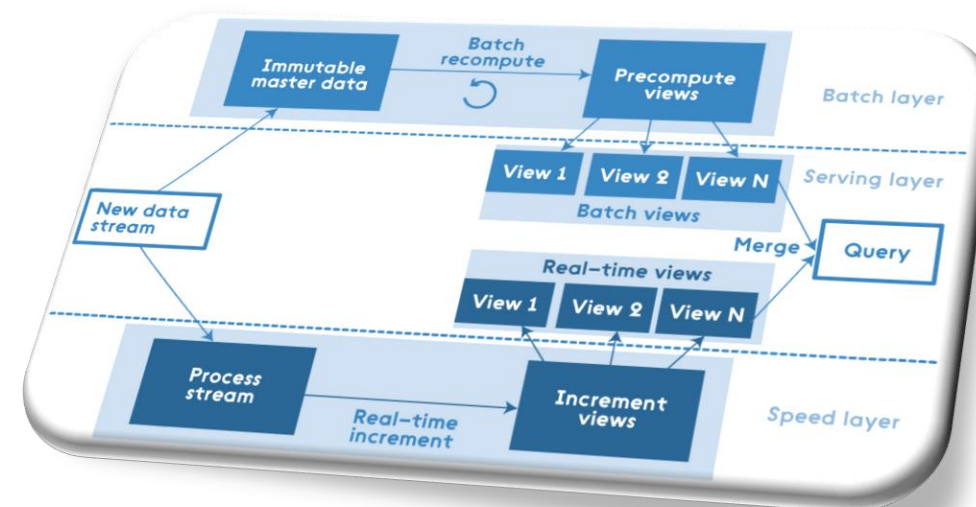 Batch
recompute
Immutable
master data
Precompute
views
Batch layer
View 1
View 2
View N
Serving layer
Batch views
New data
stream
Merge
Query
Real-time views
View 1
View 2
View N
Process
stream
Real-time
increment
Increment
views
Speed layer